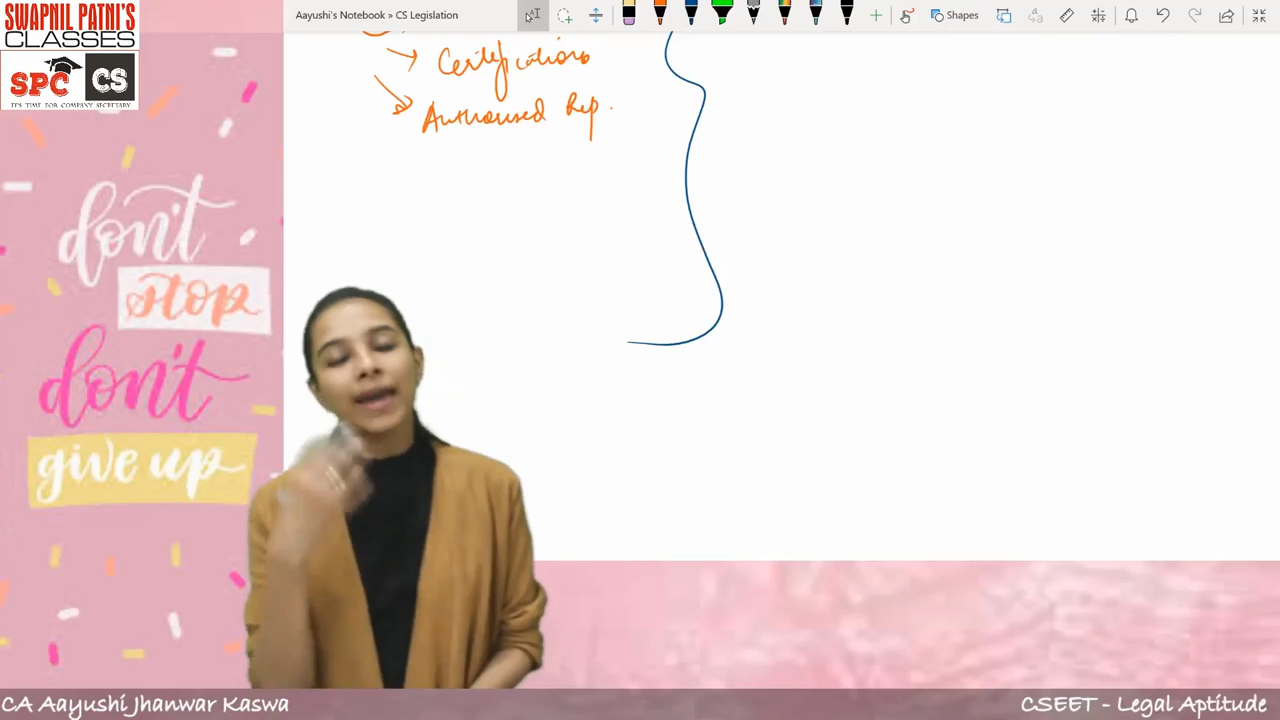 SWAPNIL PATNI'S
CLASSES
SPC CS
IT'S TIME FOR COMPANY SECRETARY
Aayushi's Notebook » CS Legislation
Shapes
→ Certifications
→ Authorised Rep.
don't
stop
don't
give up
CA Aayushi Jhanwar Kaswa
CSEET - Legal Aptitude